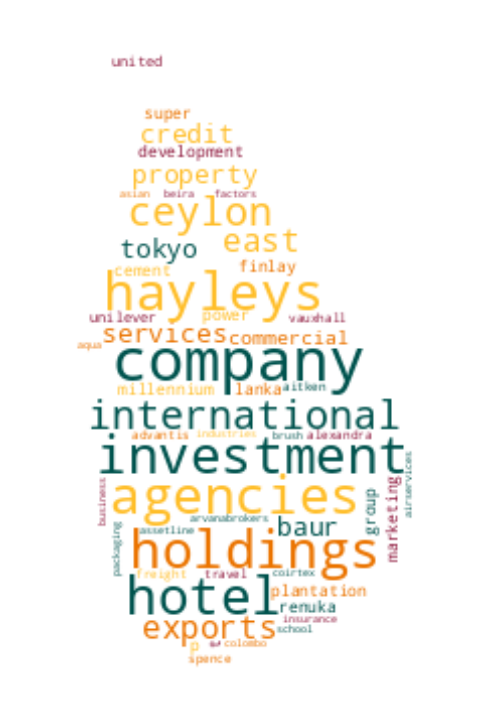 united
super
credit
development
property
asian beira factors
ceylon
tokyo east
cement finlay
hayleys
unilever power vauxhall
services commercial
aqua
company
millennium lanka aitken
international
advantis industries brush alexandra
investment
airservices
agencies
business marketing
group
arvanabrokers
baur
assetline
packaging
holdings
freight travel coirtex
hotel
plantation
renuka
insurance
exports school
p colombo
spence